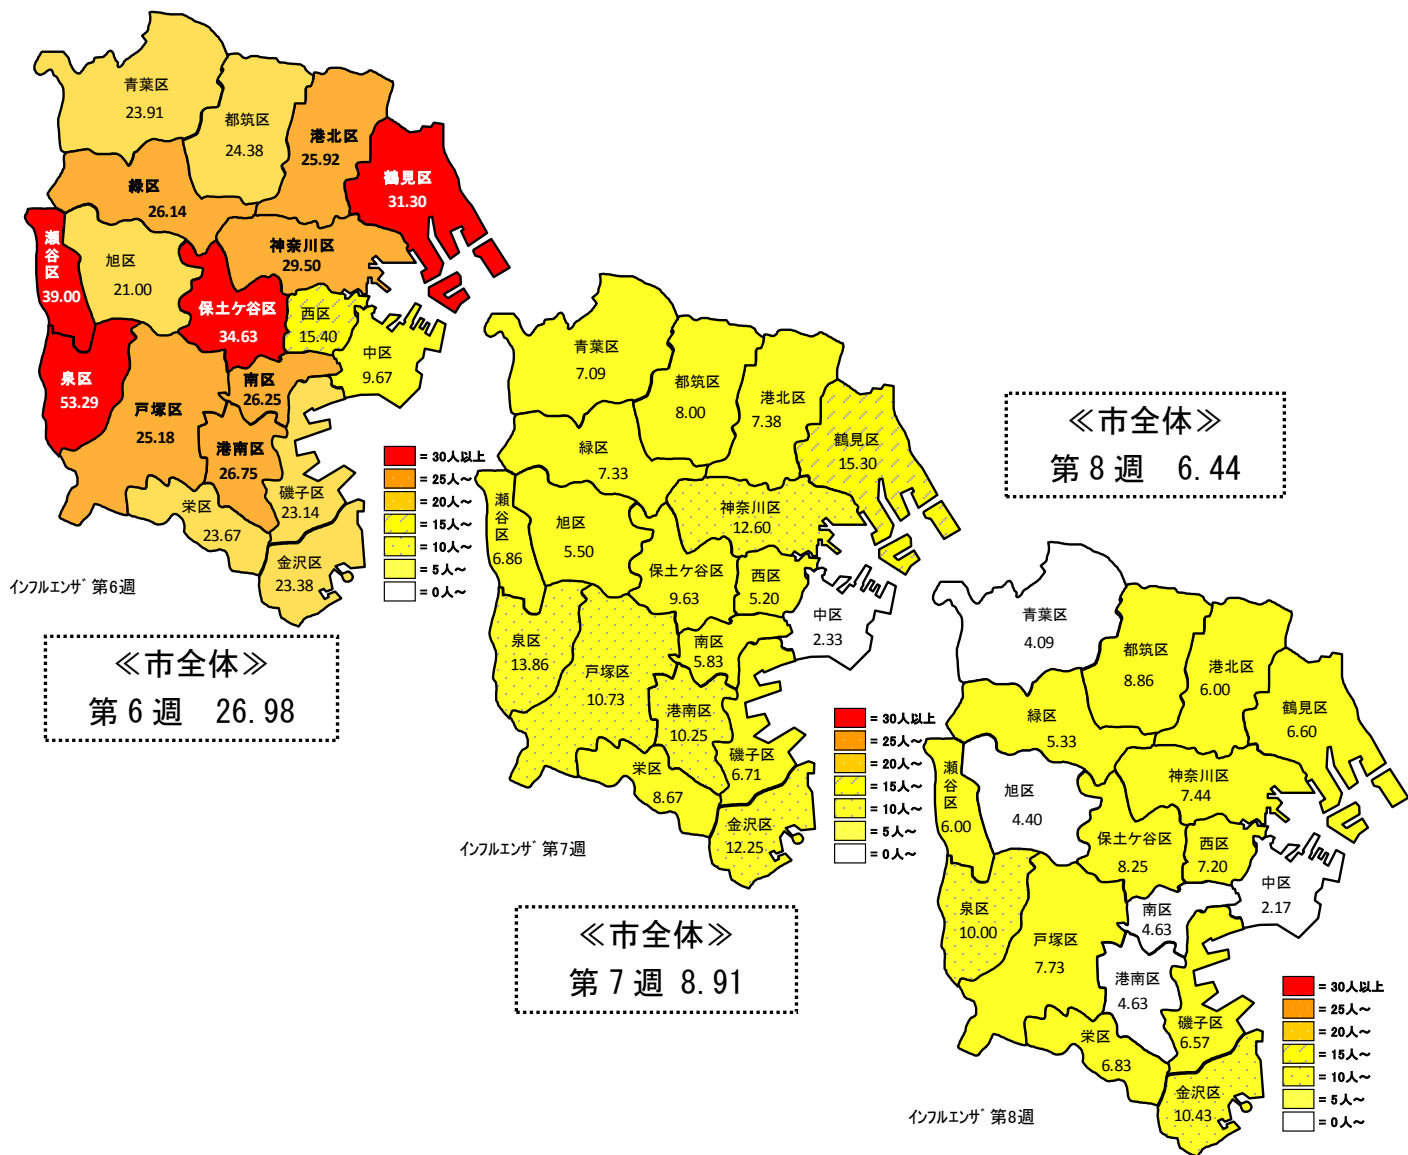 青葉区
23.91
都筑区
24.38
港北区
25.92
鶴見区
31.30
緑区
26.14
神奈川区
29.50
瀬谷区
39.00
旭区
21.00
保土ケ谷区
34.63
西区
15.40
中区
9.67
泉区
53.29
戸塚区
25.18
南区
26.25
港南区
26.75
磯子区
23.14
栄区
23.67
金沢区
23.38
= 30人以上
= 25人~
= 20人~
= 15人~
= 10人~
= 5人~
= 0人~
インフルエンザ 第6週
≪市全体≫
第6週 26.98
青葉区
7.09
都筑区
8.00
港北区
7.38
鶴見区
15.30
緑区
7.33
神奈川区
12.60
瀬谷区
6.86
旭区
5.50
保土ケ谷区
9.63
西区
5.20
中区
2.33
泉区
13.86
戸塚区
10.73
南区
5.83
港南区
10.25
磯子区
6.71
栄区
8.67
金沢区
12.25
= 30人以上
= 25人~
= 20人~
= 15人~
= 10人~
= 5人~
= 0人~
インフルエンザ 第7週
≪市全体≫
第7週 8.91
≪市全体≫
第8週 6.44
青葉区
4.09
都筑区
8.86
港北区
6.00
鶴見区
6.60
緑区
5.33
神奈川区
7.44
瀬谷区
6.00
旭区
4.40
保土ケ谷区
8.25
西区
7.20
中区
2.17
泉区
10.00
戸塚区
7.73
南区
4.63
港南区
4.63
磯子区
6.57
栄区
6.83
金沢区
10.43
= 30人以上
= 25人~
= 20人~
= 15人~
= 10人~
= 5人~
= 0人~
インフルエンザ 第8週